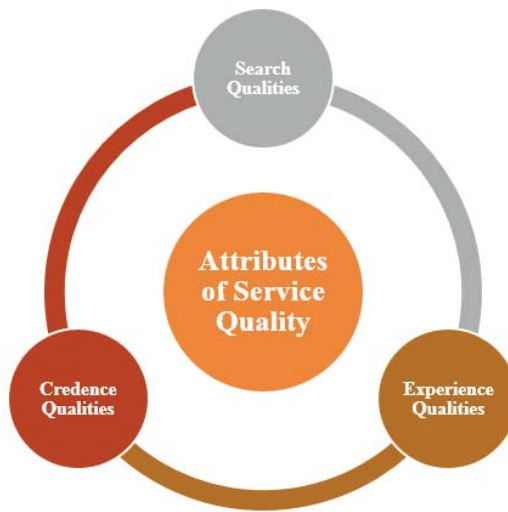 Search
Qualities
Attributes
of Service
Quality
Credence
Qualities
Experience
Qualities